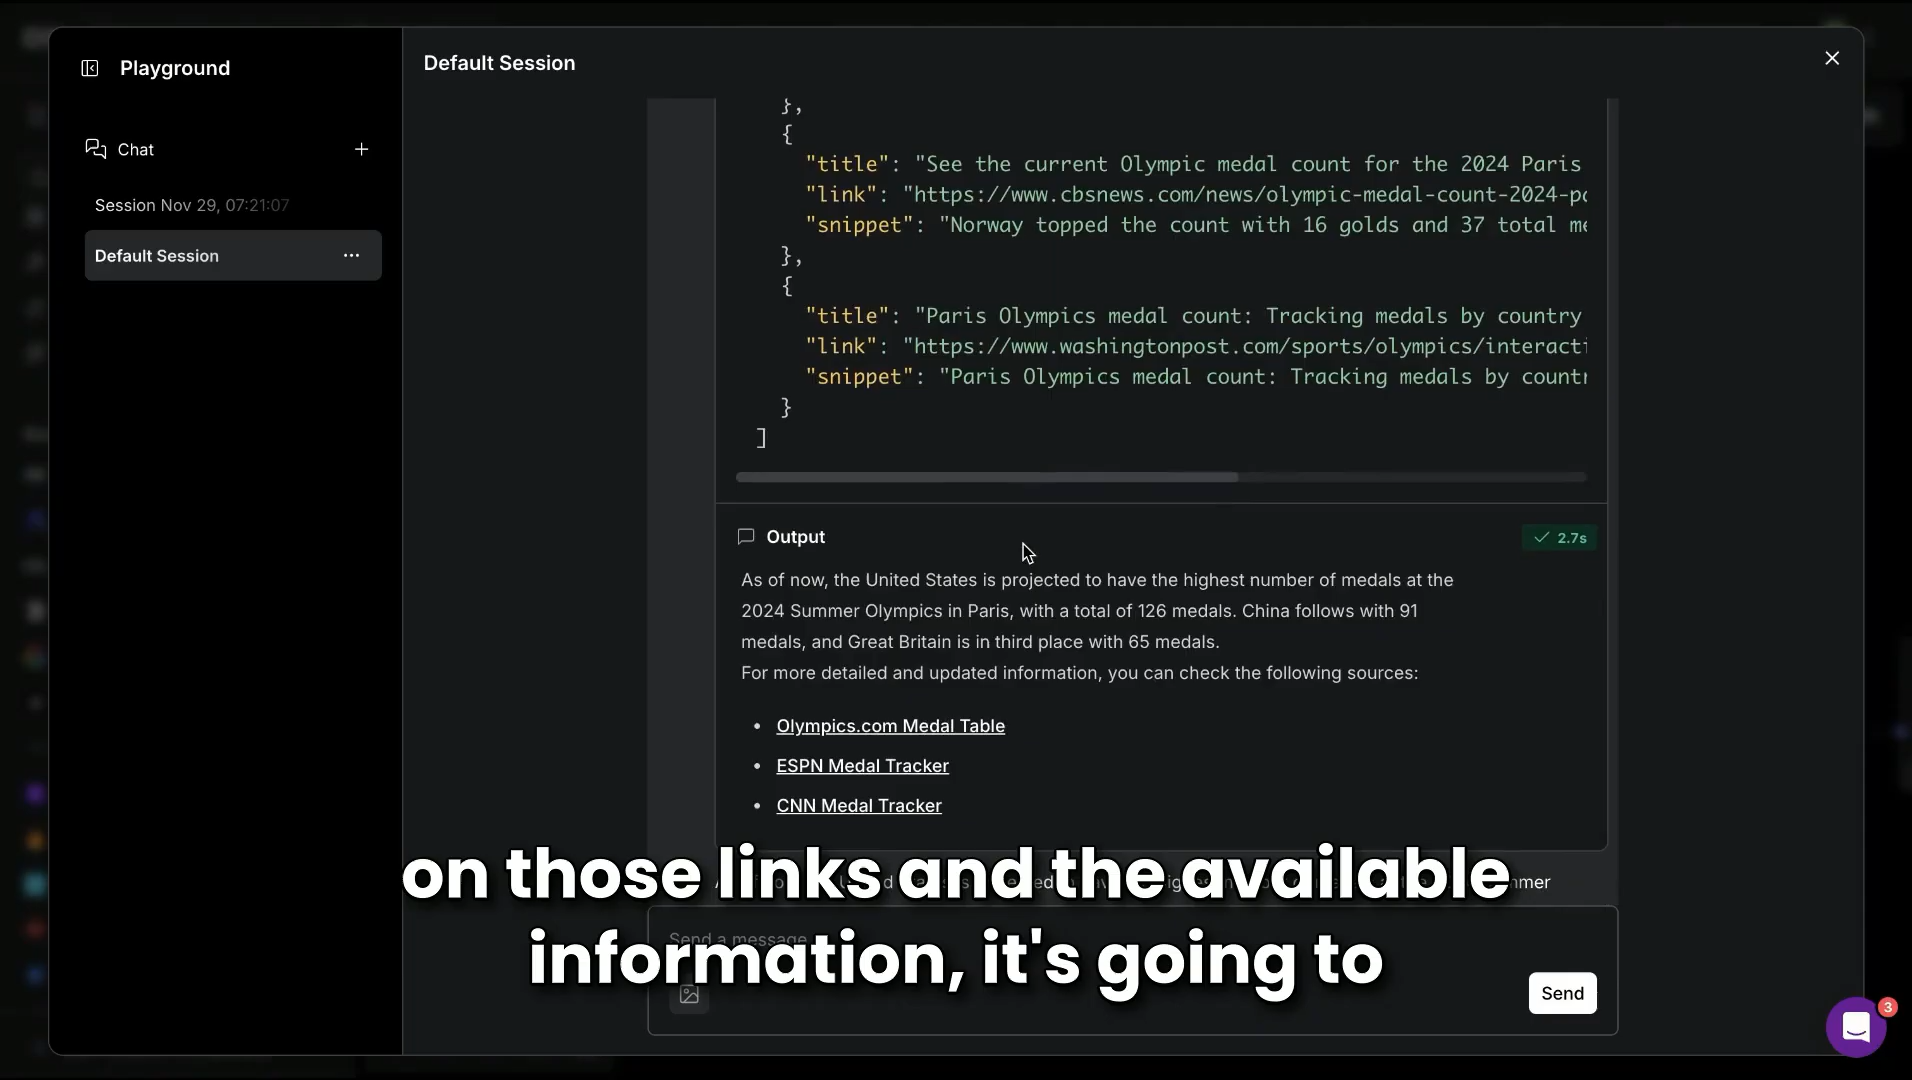 Playground
Default Session
Chat
Session Nov 29, 07:21:07
Default Session
},
{
"title": "See the current Olympic medal count for the 2024 Paris
"link": "https://www.cbsnews.com/news/olympic-medal-count-2024-pa
"snippet": "Norway topped the count with 16 golds and 37 total me
},
{
"title": "Paris Olympics medal count: Tracking medals by country
"link": "https://www.washingtonpost.com/sports/olympics/interacti
"snippet": "Paris Olympics medal count: Tracking medals by countr
}
]
Output
2.7s
As of now, the United States is projected to have the highest number of medals at the
2024 Summer Olympics in Paris, with a total of 126 medals. China follows with 91
medals, and Great Britain is in third place with 65 medals.
For more detailed and updated information, you can check the following sources:
• Olympics.com Medal Table
• ESPN Medal Tracker
• CNN Medal Tracker
on those links and the available
information, it's going to
Send a message
Send
3